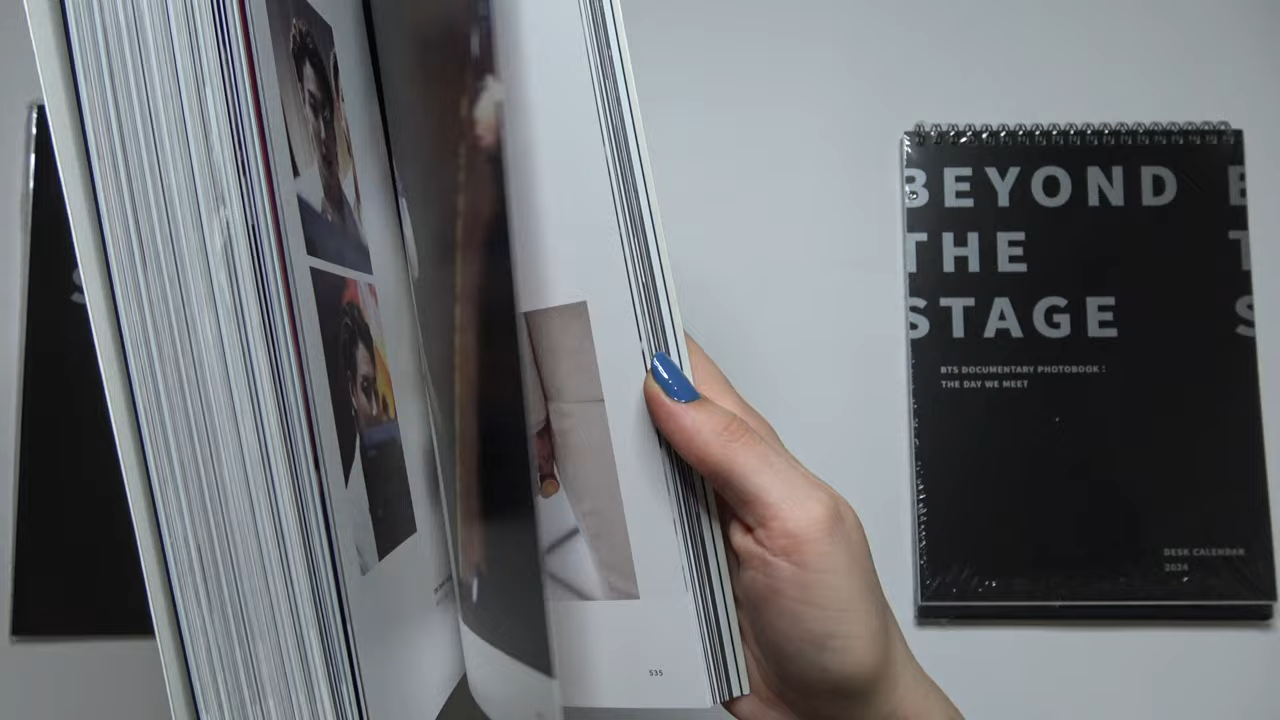 S
535
BEYOND
THE
STAGE
BTS DOCUMENTARY PHOTOBOOK :
THE DAY WE MEET
DESK CALENDAR
2024